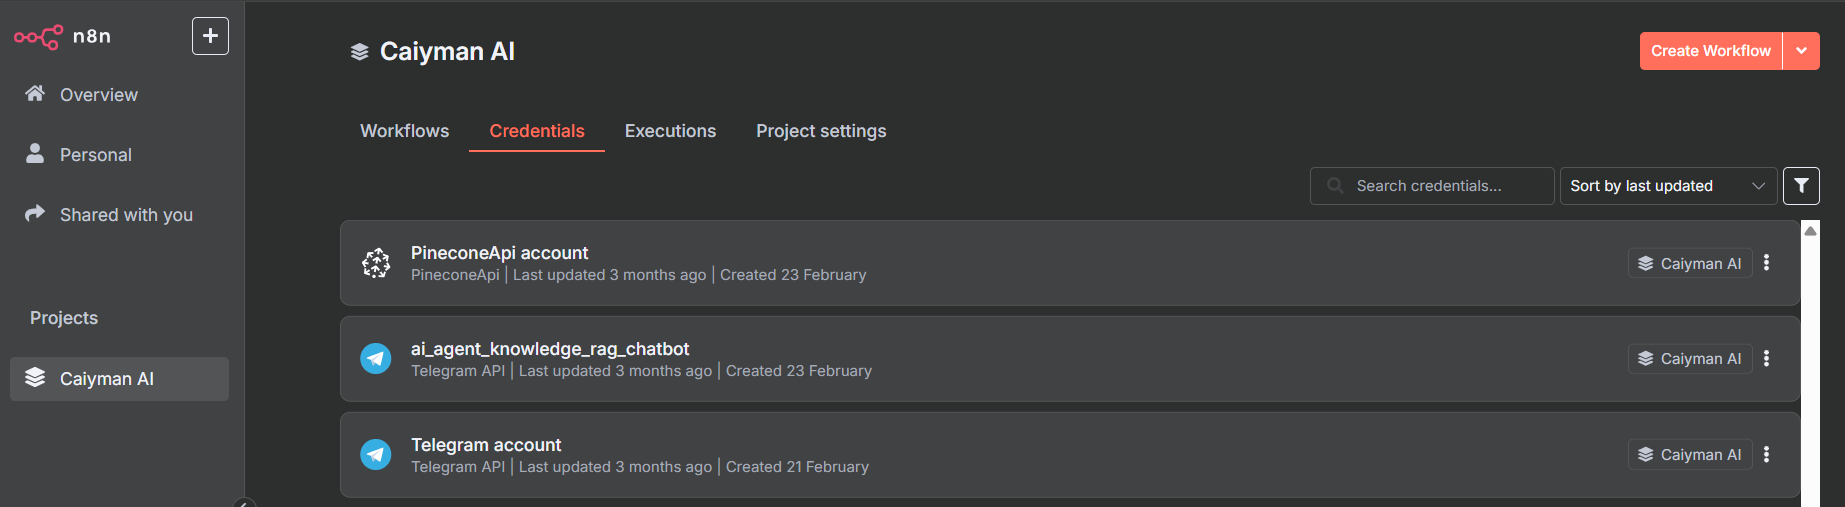 n8n
Overview
Personal
Shared with you
Projects
Caiyman AI
Caiyman AI
Create Workflow
Workflows
Credentials
Executions
Project settings
Search credentials...
Sort by last updated
PineconeApi account
PineconeApi | Last updated 3 months ago | Created 23 February
Caiyman AI
ai_agent_knowledge_rag_chatbot
Telegram API | Last updated 3 months ago | Created 23 February
Caiyman AI
Telegram account
Telegram API | Last updated 3 months ago | Created 21 February
Caiyman AI